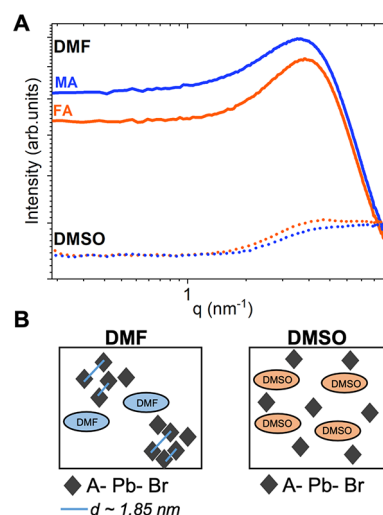 A
DMF
MA
FA
DMSO
Intensity (arb.units)
1
q (nm⁻¹)
B
DMF
DMSO
DMF
DMF
DMSO
DMSO
DMSO
DMSO
A- Pb- Br
A- Pb- Br
d ~ 1.85 nm